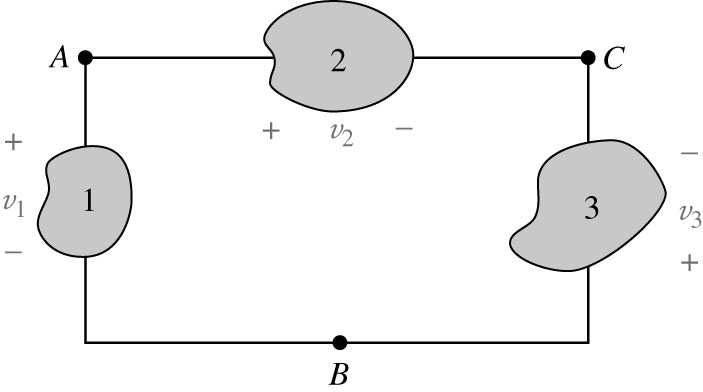 A
2
C
+ v₂ −
+
v₁
−
1
3
−
v₃
+
B